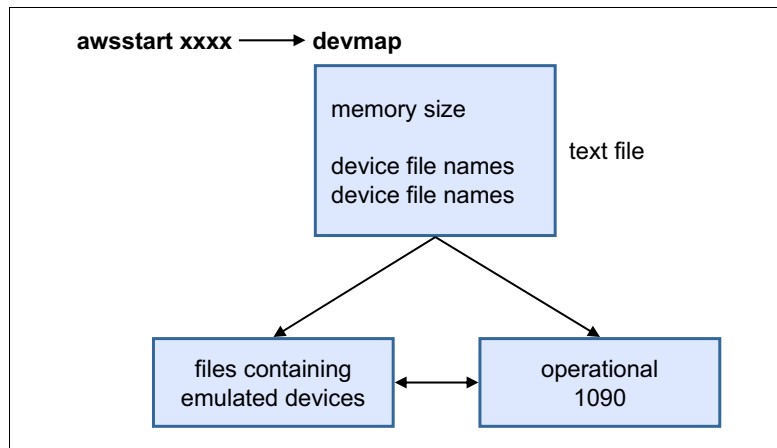 awsstart xxxx devmap
memory size
device file names
device file names
text file
files containing
emulated devices
operational
1090